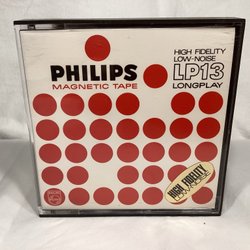 PHILIPS
MAGNETIC TAPE
HIGH FIDELITY
LOW-NOISE
LP13
LONGPLAY
HIGH FIDELITY